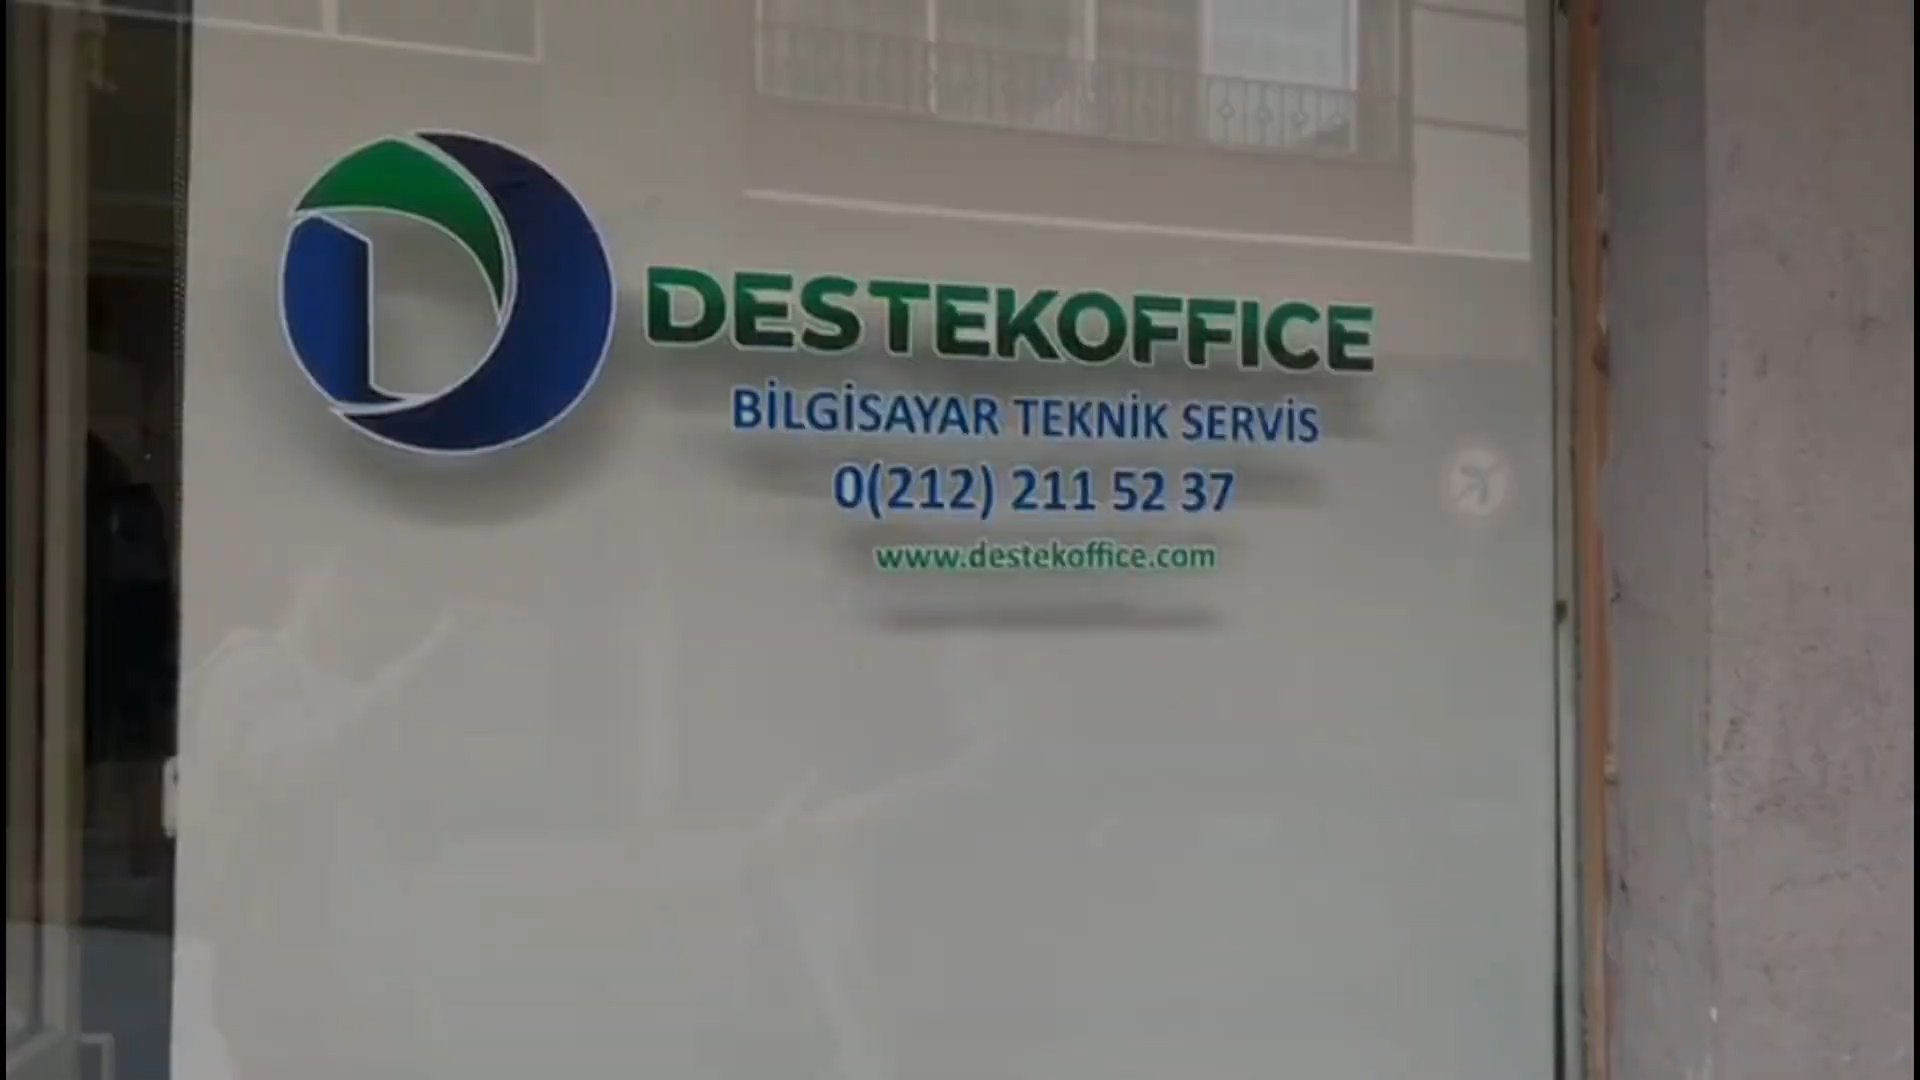 DESTEKOFFICE
BİLGİSAYAR TEKNİK SERVİS
0(212) 211 52 37
www.destekoffice.com